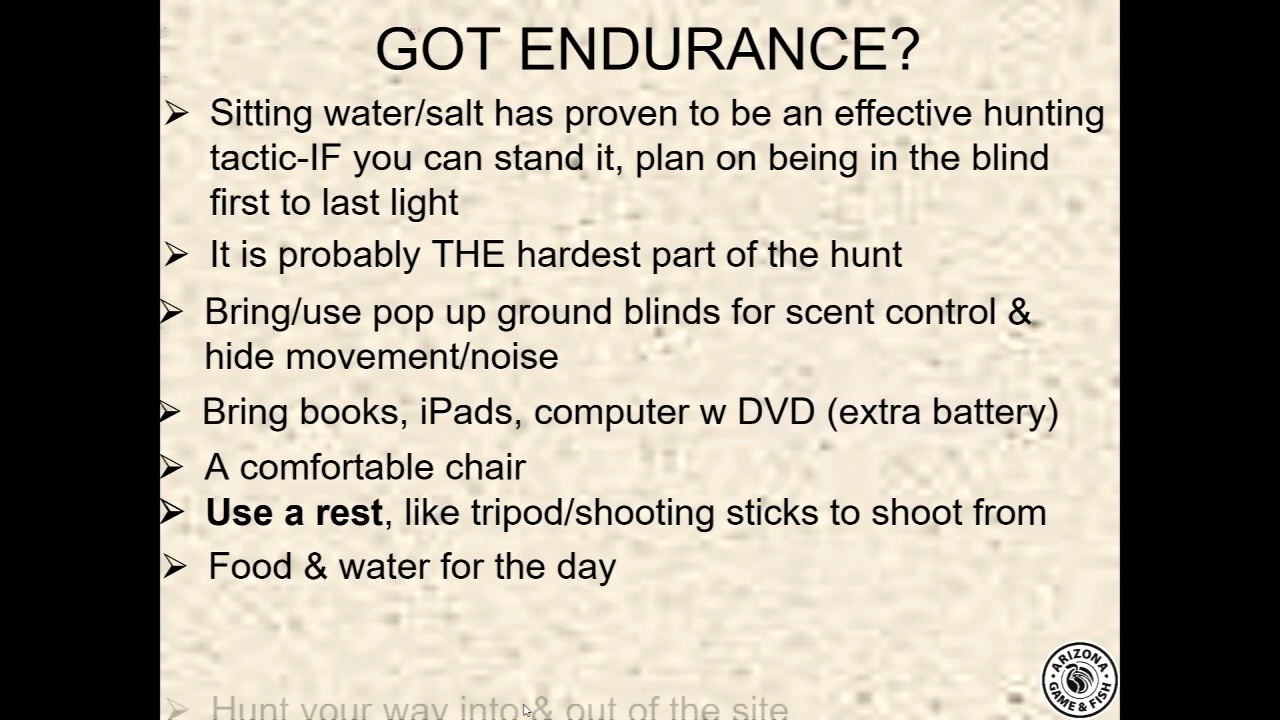 GOT ENDURANCE?
➢ Sitting water/salt has proven to be an effective hunting
tactic-IF you can stand it, plan on being in the blind
first to last light
➢ It is probably THE hardest part of the hunt
➢ Bring/use pop up ground blinds for scent control &
hide movement/noise
➢ Bring books, iPads, computer w DVD (extra battery)
➢ A comfortable chair
➢ Use a rest, like tripod/shooting sticks to shoot from
➢ Food & water for the day
➢ Hunt your way into & out of the site
ARIZONA
GAME & FISH